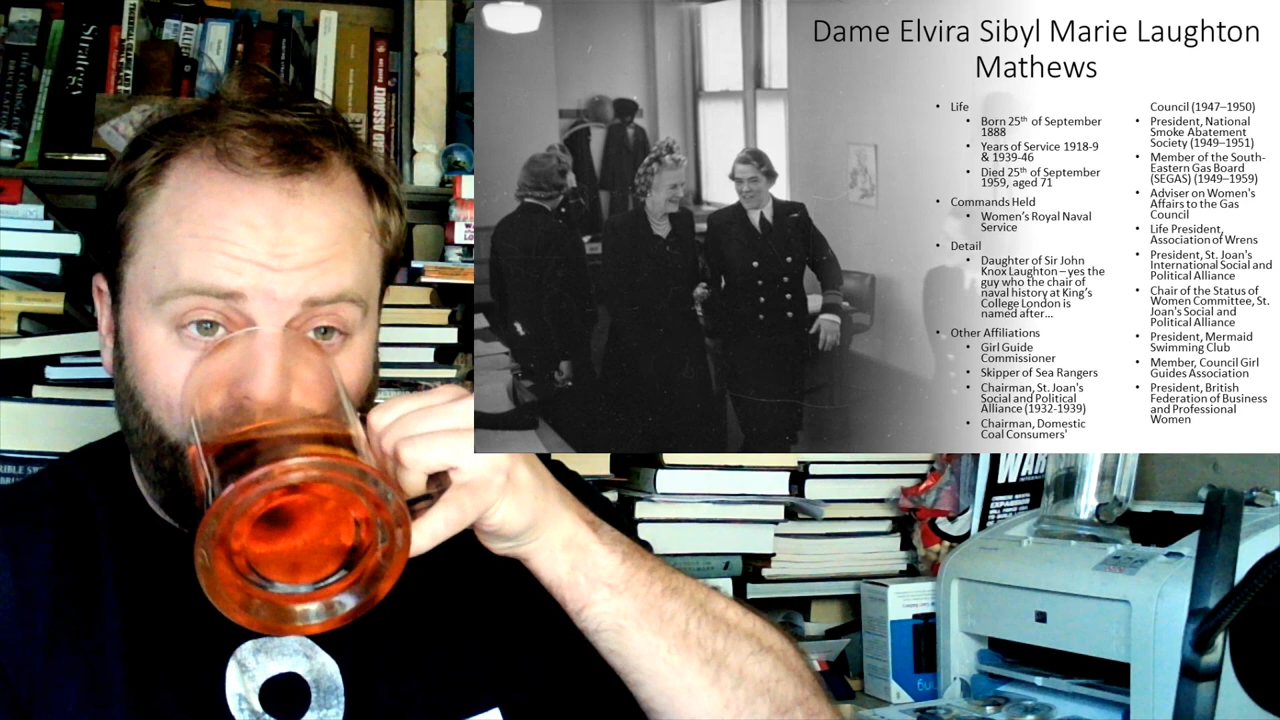 Dame Elvira Sibyl Marie Laughton
Mathews
• Life
• Born 25th of September
1888
• Years of Service 1918-9
& 1939-46
• Died 25th of September
1959, aged 71
• Commands Held
• Women's Royal Naval
Service
• Detail
• Daughter of Sir John
Knox Laughton – yes the
guy who the chair of
naval history at King's
College London is
named after...
• Other Affiliations
• Girl Guide
Commissioner
• Skipper of Sea Rangers
• Chairman, St. Joan's
Social and Political
Alliance (1932-1939)
• Chairman, Domestic
Coal Consumers'
Council (1947–1950)
• President, National
Smoke Abatement
Society (1949–1951)
• Member of the South-
Eastern Gas Board
(SEGAS) (1949–1959)
• Adviser on Women's
Affairs to the Gas
Council
• Life President,
Association of Wrens
• President, St. Joan's
International Social and
Political Alliance
• Chair of the Status of
Women Committee, St.
Joan's Social and
Political Alliance
• President, Mermaid
Swimming Club
• Member, Council Girl
Guides Association
• President, British
Federation of Business
and Professional
Women
Strategy
WAR
hp